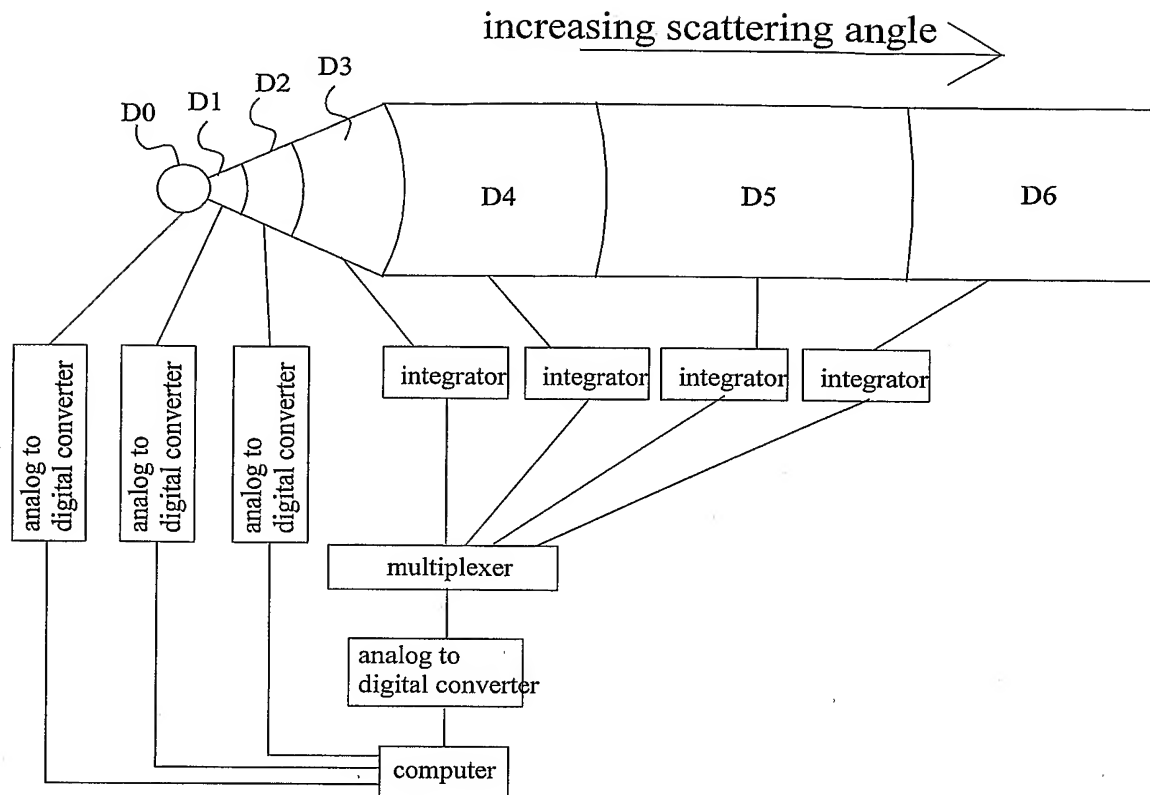 increasing scattering angle
D0
D1
D2
D3
D4
D5
D6
analog to
digital converter
analog to
digital converter
analog to
digital converter
integrator
integrator
integrator
integrator
multiplexer
analog to
digital converter
computer